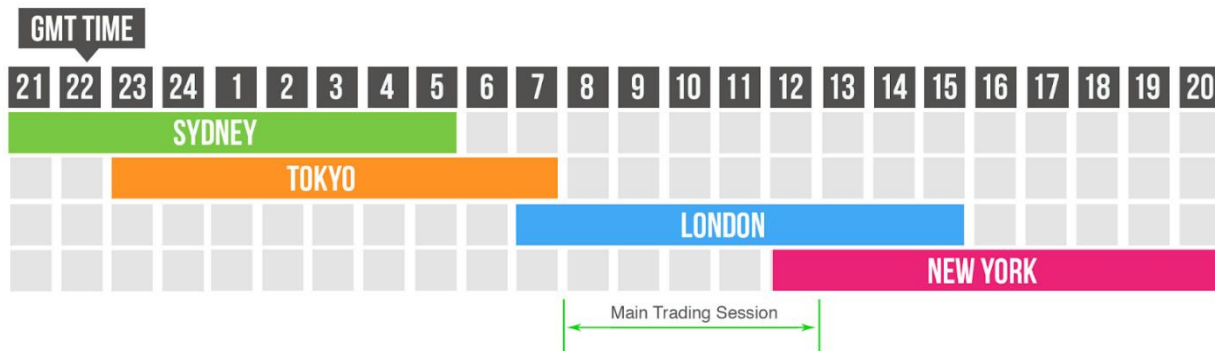 GMT TIME
21 22 23 24 1 2 3 4 5 6 7 8 9 10 11 12 13 14 15 16 17 18 19 20
SYDNEY
TOKYO
LONDON
NEW YORK
Main Trading Session